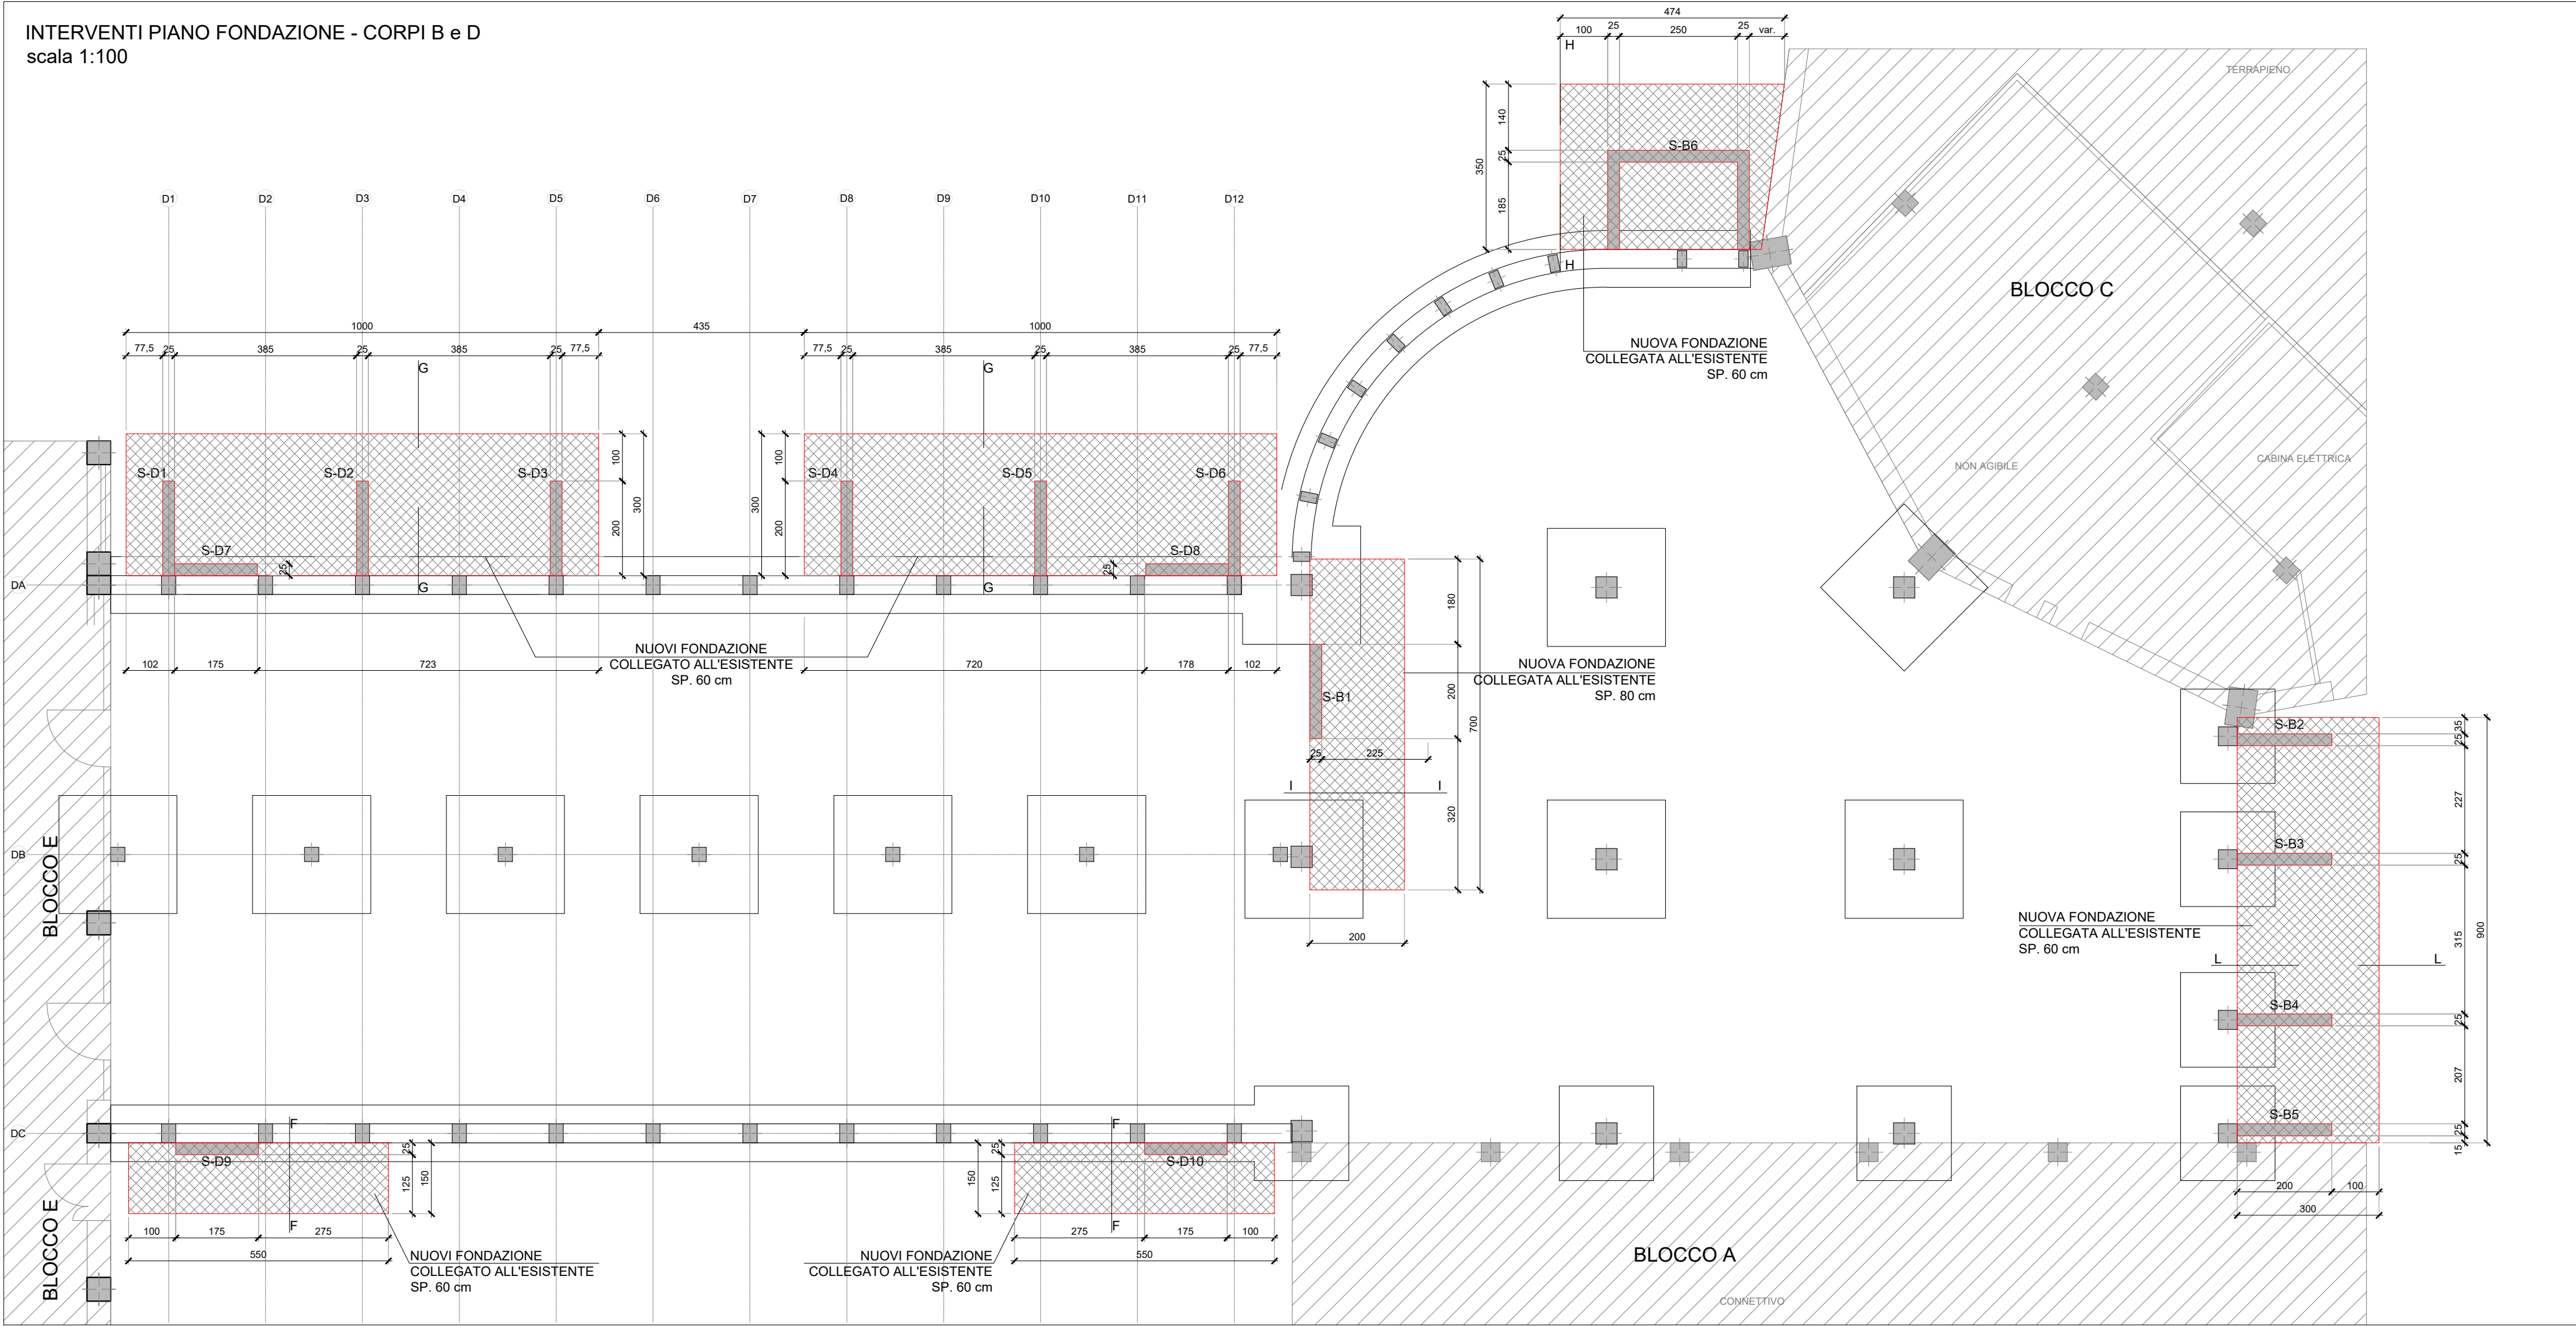 INTERVENTI PIANO FONDAZIONE - CORPI B e D
scala 1:100
474
100 25 250 25 var.
H
TERRAPIENO
140
S-B6
25
350
185
H
D1 D2 D3 D4 D5 D6 D7 D8 D9 D10 D11 D12
BLOCCO C
1000 435 1000
77,5 25 385 25 385 25 77,5
77,5 25 385 25 385 25 77,5
G G
NUOVA FONDAZIONE
COLLEGATA ALL'ESISTENTE
SP. 60 cm
NON AGIBILE
CABINA ELETTRICA
S-D1 S-D2 S-D3 S-D4 S-D5 S-D6
100 300 200
300 100 200
S-D7 25
S-D8 25
DA
G G
NUOVI FONDAZIONE
COLLEGATO ALL'ESISTENTE
SP. 60 cm
102 175 723
720 178 102
180
NUOVA FONDAZIONE
COLLEGATA ALL'ESISTENTE
SP. 80 cm
S-B1
200
700
25 225
I I
320
200
S-B2
35
25
227
S-B3
25
NUOVA FONDAZIONE
COLLEGATA ALL'ESISTENTE
SP. 60 cm
315
900
L L
S-B4
25
207
S-B5
25
15
200 100
300
BLOCCO E
DB
DC
F F
S-D9
25
125
150
S-D10
25
125
150
F F
100 175 275
550
275 175 100
550
NUOVI FONDAZIONE
COLLEGATO ALL'ESISTENTE
SP. 60 cm
NUOVI FONDAZIONE
COLLEGATO ALL'ESISTENTE
SP. 60 cm
BLOCCO E
BLOCCO A
CONNETTIVO